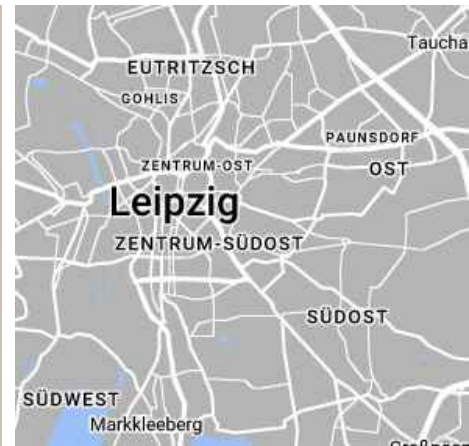 Taucha
EUTRITZSCH
GOHLIS
PAUNSDORF
ZENTRUM-OST
OST
Leipzig
ZENTRUM-SÜDOST
SÜDOST
SÜDWEST
Markkleeberg